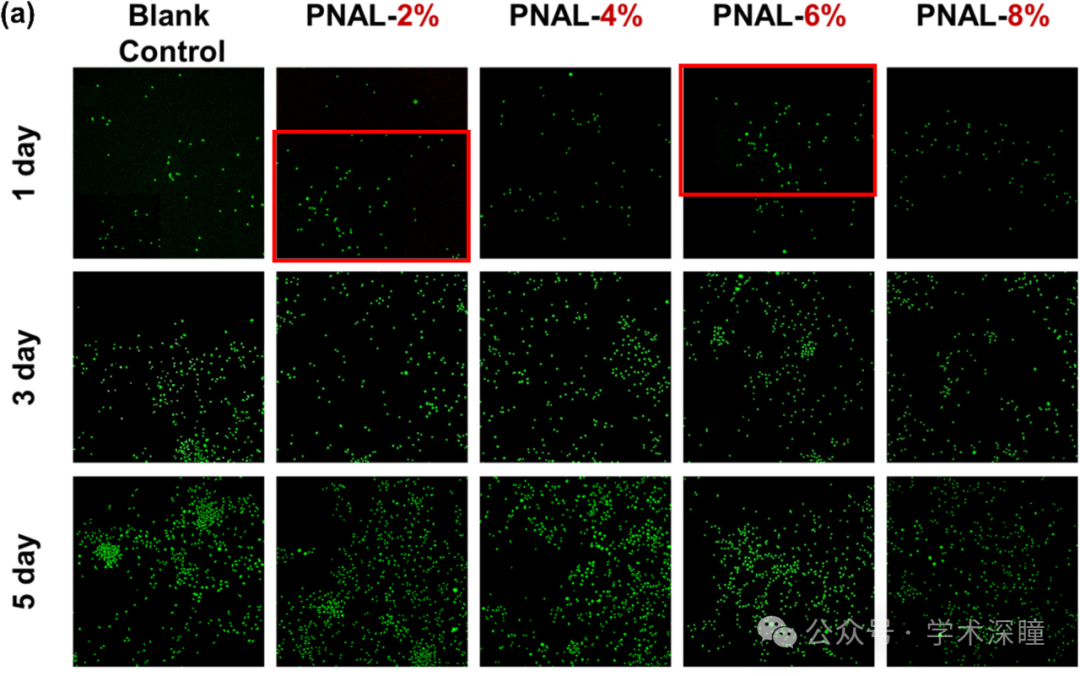 (a)
Blank Control
PNAL-2%
PNAL-4%
PNAL-6%
PNAL-8%
1 day
3 day
5 day
公众号 · 学术深瞳